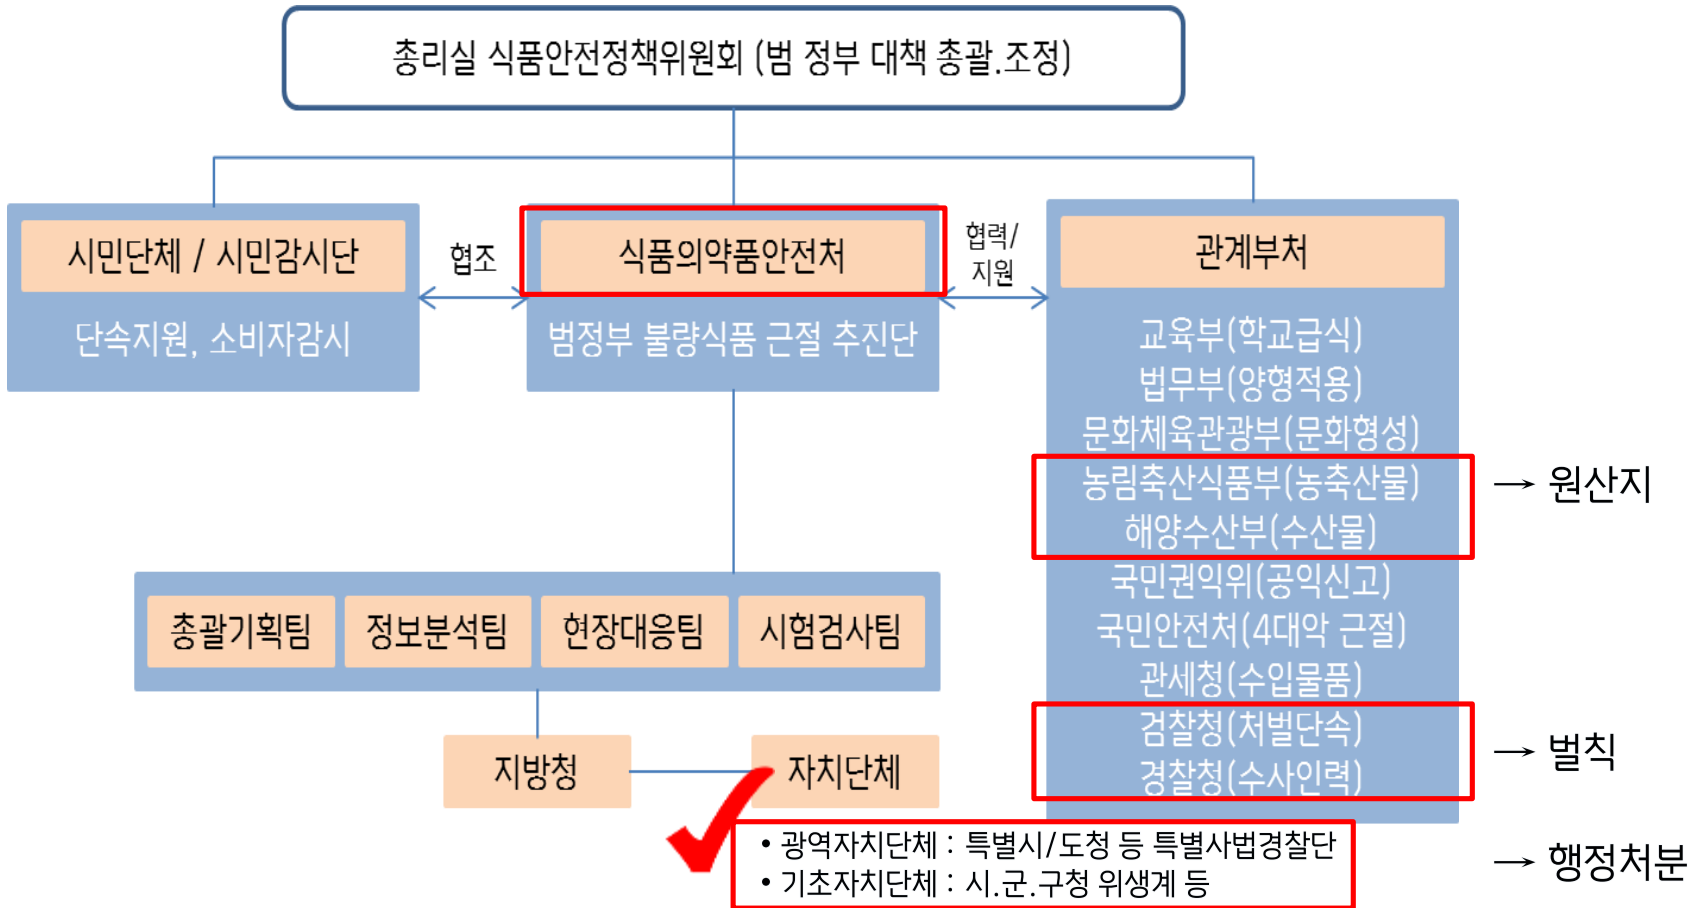 총리실 식품안전정책위원회 (범 정부 대책 총괄.조정)
시민단체 / 시민감시단
단속지원, 소비자감시
협조
식품의약품안전처
범정부 불량식품 근절 추진단
협력/
지원
관계부처
교육부(학교급식)
법무부(양형적용)
문화체육관광부(문화형성)
농림축산식품부(농축산물)
해양수산부(수산물)
국민권익위(공익신고)
국민안전처(4대악 근절)
관세청(수입물품)
검찰청(처벌단속)
경찰청(수사인력)
→ 원산지
→ 벌칙
총괄기획팀
정보분석팀
현장대응팀
시험검사팀
지방청
자치단체
• 광역자치단체 : 특별시/도청 등 특별사법경찰단
• 기초자치단체 : 시.군.구청 위생계 등
→ 행정처분